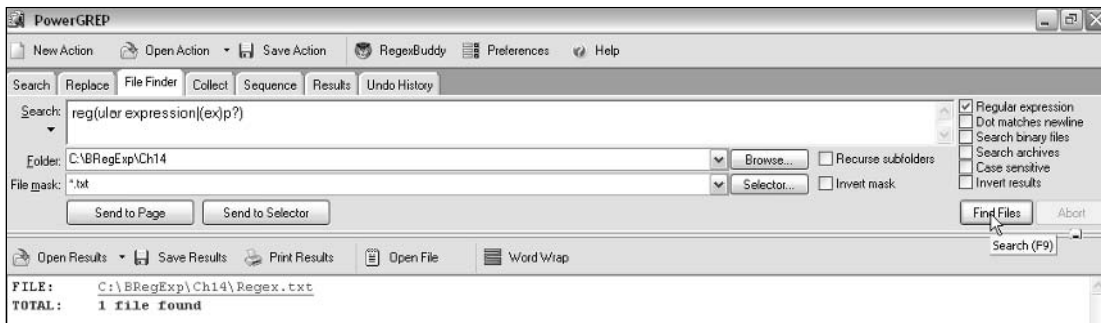 PowerGREP
New Action Open Action Save Action RegexBuddy Preferences Help
Search Replace File Finder Collect Sequence Results Undo History
Search: reg(ular expression|(ex)p?)
Regular expression
Dot matches newline
Search binary files
Search archives
Case sensitive
Invert results
Folder: C:\BRegExp\Ch14 Browse... Recurse subfolders
File mask: *.txt Selector... Invert mask
Send to Page Send to Selector Find Files Abort
Search (F9)
Open Results Save Results Print Results Open File Word Wrap
FILE: C:\BRegExp\Ch14\Regex.txt
TOTAL: 1 file found